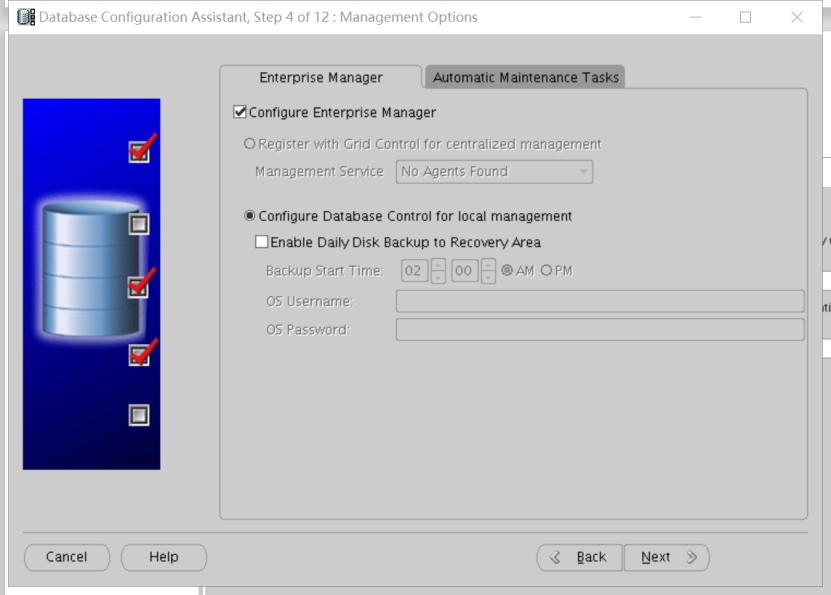 Database Configuration Assistant, Step 4 of 12 : Management Options
Enterprise Manager
Automatic Maintenance Tasks
Configure Enterprise Manager
Register with Grid Control for centralized management
Management Service No Agents Found
Configure Database Control for local management
Enable Daily Disk Backup to Recovery Area
Backup Start Time: 02 00 AM PM
OS Username:
OS Password:
Cancel Help Back Next